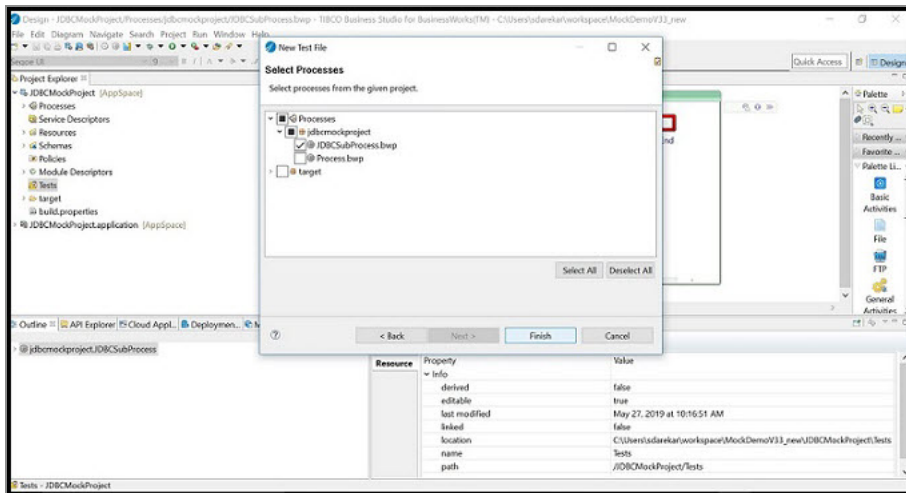 Design - JDBCMockProject/Processes/jdbcmockproject/JDBCSubProcess.bwp - TIBCO Business Studio for BusinessWorks(TM) - C:\Users\sdarekar\workspace\MockDemoV33_new
File Edit Diagram Navigate Search Project Run Window Help
Quick Access
Design
Project Explorer
JDBCMockProject [AppSpace]
Processes
Service Descriptors
Resources
Schemas
Policies
Module Descriptors
Tests
target
build.properties
JDBCMockProject.application [AppSpace]
New Test File
Select Processes
Select processes from the given project.
Processes
jdbcmockproject
JDBCSubProcess.bwp
Process.bwp
target
Select All
Deselect All
< Back
Next >
Finish
Cancel
Palette
Recently ...
Favorite ...
Palette Li...
Basic
Activities
File
FTP
General
Activities
Outline
API Explorer
Cloud Appl...
Deploymen...
jdbcmockproject.JDBCSubProcess
Resource
Property
Value
Info
derived
false
editable
true
last modified
May 27, 2019 at 10:16:51 AM
linked
false
location
C:\Users\sdarekar\workspace\MockDemoV33_new\JDBCMockProject\Tests
name
Tests
path
/JDBCMockProject/Tests
Tests - JDBCMockProject